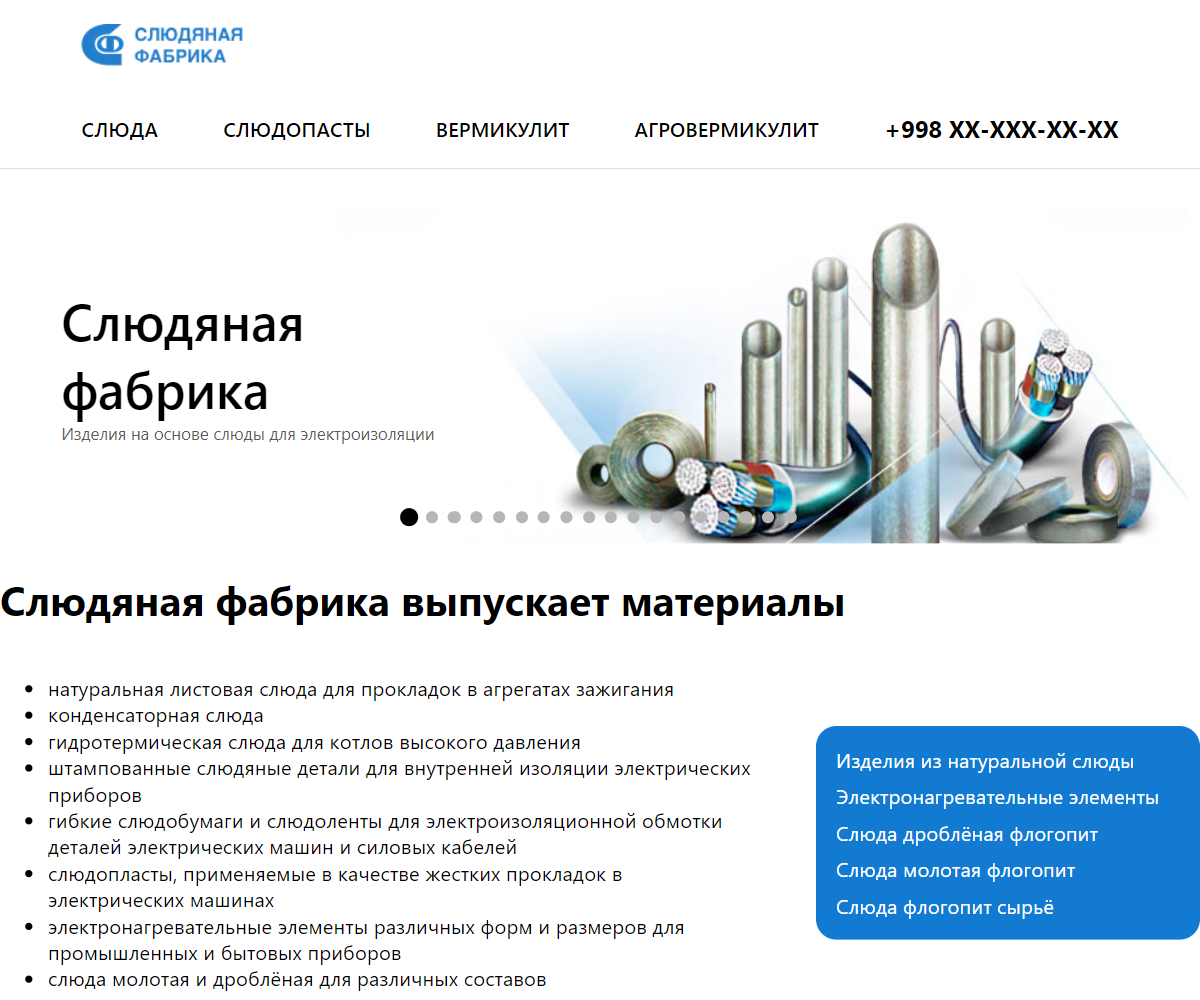 СЛЮДЯНАЯ
ФАБРИКА
СЛЮДА СЛЮДОПАСТЫ ВЕРМИКУЛИТ АГРОВЕРМИКУЛИТ +998 XX-XXX-XX-XX
Слюдяная
фабрика
Изделия на основе слюды для электроизоляции
Слюдяная фабрика выпускает материалы
натуральная листовая слюда для прокладок в агрегатах зажигания
конденсаторная слюда
гидротермическая слюда для котлов высокого давления
штампованные слюдяные детали для внутренней изоляции электрических
приборов
гибкие слюдобумаги и слюдоленты для электроизоляционной обмотки
деталей электрических машин и силовых кабелей
слюдопласты, применяемые в качестве жестких прокладок в
электрических машинах
электронагревательные элементы различных форм и размеров для
промышленных и бытовых приборов
слюда молотая и дроблёная для различных составов
Изделия из натуральной слюды
Электронагревательные элементы
Слюда дроблёная флогопит
Слюда молотая флогопит
Слюда флогопит сырьё